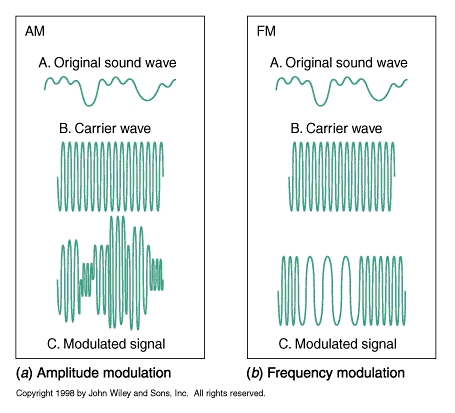 AM
A. Original sound wave
B. Carrier wave
C. Modulated signal
(a) Amplitude modulation
FM
A. Original sound wave
B. Carrier wave
C. Modulated signal
(b) Frequency modulation
Copyright 1998 by John Wiley and Sons, Inc. All rights reserved.